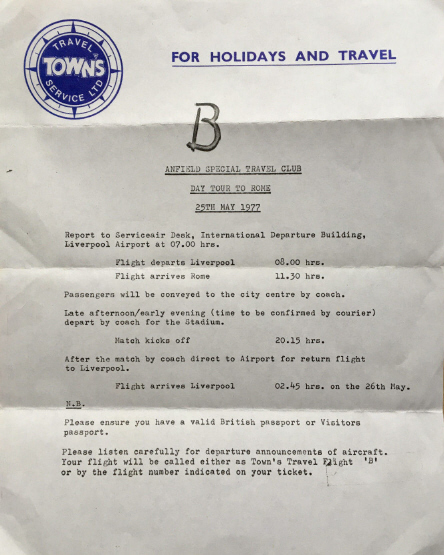 TRAVEL
TOWN'S
SERVICE LTD
FOR HOLIDAYS AND TRAVEL
B
ANFIELD SPECIAL TRAVEL CLUB
DAY TOUR TO ROME
25TH MAY 1977
Report to Serviceair Desk, International Departure Building,
Liverpool Airport at 07.00 hrs.
Flight departs Liverpool 08.00 hrs.
Flight arrives Rome 11.30 hrs.
Passengers will be conveyed to the city centre by coach.
Late afternoon/early evening (time to be confirmed by courier)
depart by coach for the Stadium.
Match kicks off 20.15 hrs.
After the match by coach direct to Airport for return flight
to Liverpool.
Flight arrives Liverpool 02.45 hrs. on the 26th May.
N.B.
Please ensure you have a valid British passport or Visitors
passport.
Please listen carefully for departure announcements of aircraft.
Your flight will be called either as Town's Travel Flight 'B'
or by the flight number indicated on your ticket.